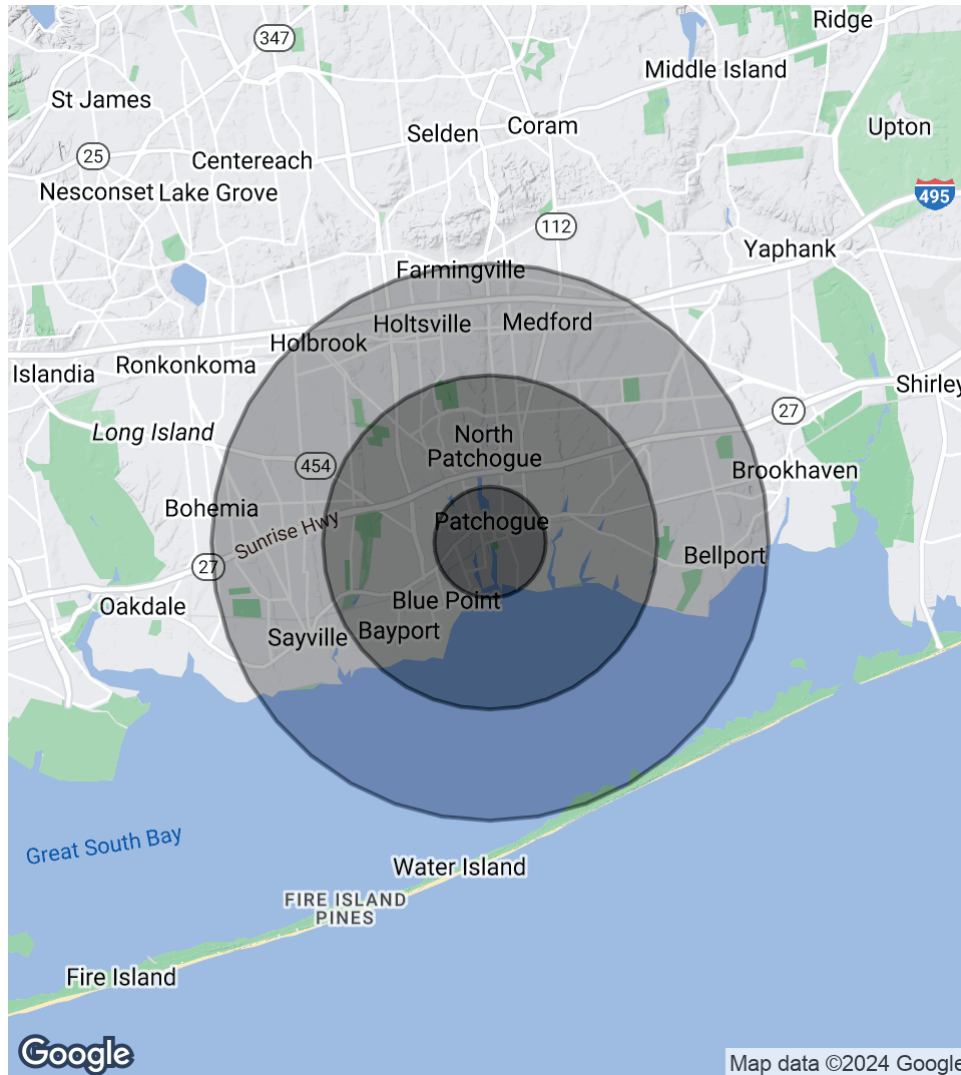 Ridge
347
Middle Island
St James
Coram
Selden
Upton
25
Centereach
Nesconset
Lake Grove
495
112
Yaphank
Farmingville
Holtsville
Medford
Holbrook
Ronkonkoma
Islandia
Shirley
27
Long Island
North
Patchogue
454
Brookhaven
Bohemia
Patchogue
Sunrise Hwy
Bellport
27
Blue Point
Oakdale
Bayport
Sayville
Great South Bay
Water Island
FIRE ISLAND
PINES
Fire Island
Google
Map data ©2024 Google